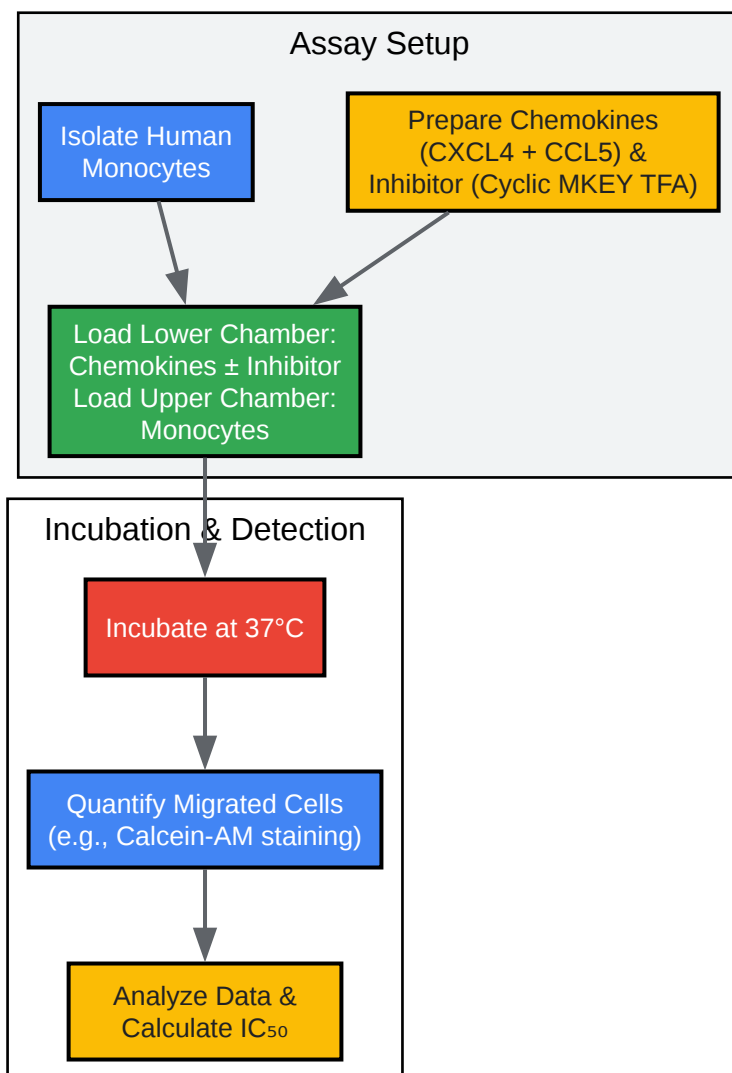 Assay Setup
Isolate Human
Monocytes
Prepare Chemokines
(CXCL4 + CCL5) &
Inhibitor (Cyclic MKEY TFA)
Load Lower Chamber:
Chemokines ± Inhibitor
Load Upper Chamber:
Monocytes
Incubation & Detection
Incubate at 37°C
Quantify Migrated Cells
(e.g., Calcein-AM staining)
Analyze Data &
Calculate IC₅₀